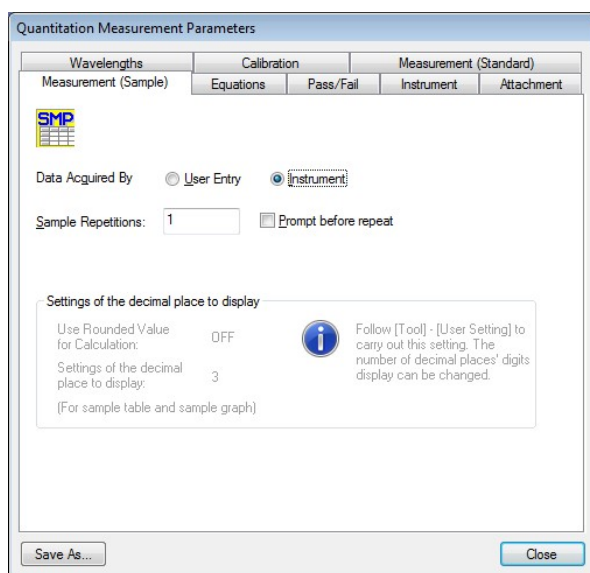 Quantitation Measurement Parameters
Wavelengths Calibration Measurement (Standard)
Measurement (Sample) Equations Pass/Fail Instrument Attachment
SMP
Data Acquired By User Entry Instrument
Sample Repetitions: 1 Prompt before repeat
Settings of the decimal place to display
Use Rounded Value
for Calculation: OFF
Settings of the decimal
place to display: 3
(For sample table and sample graph)
Follow [Tool] - [User Setting] to
carry out this setting. The
number of decimal places' digits
display can be changed.
Save As... Close